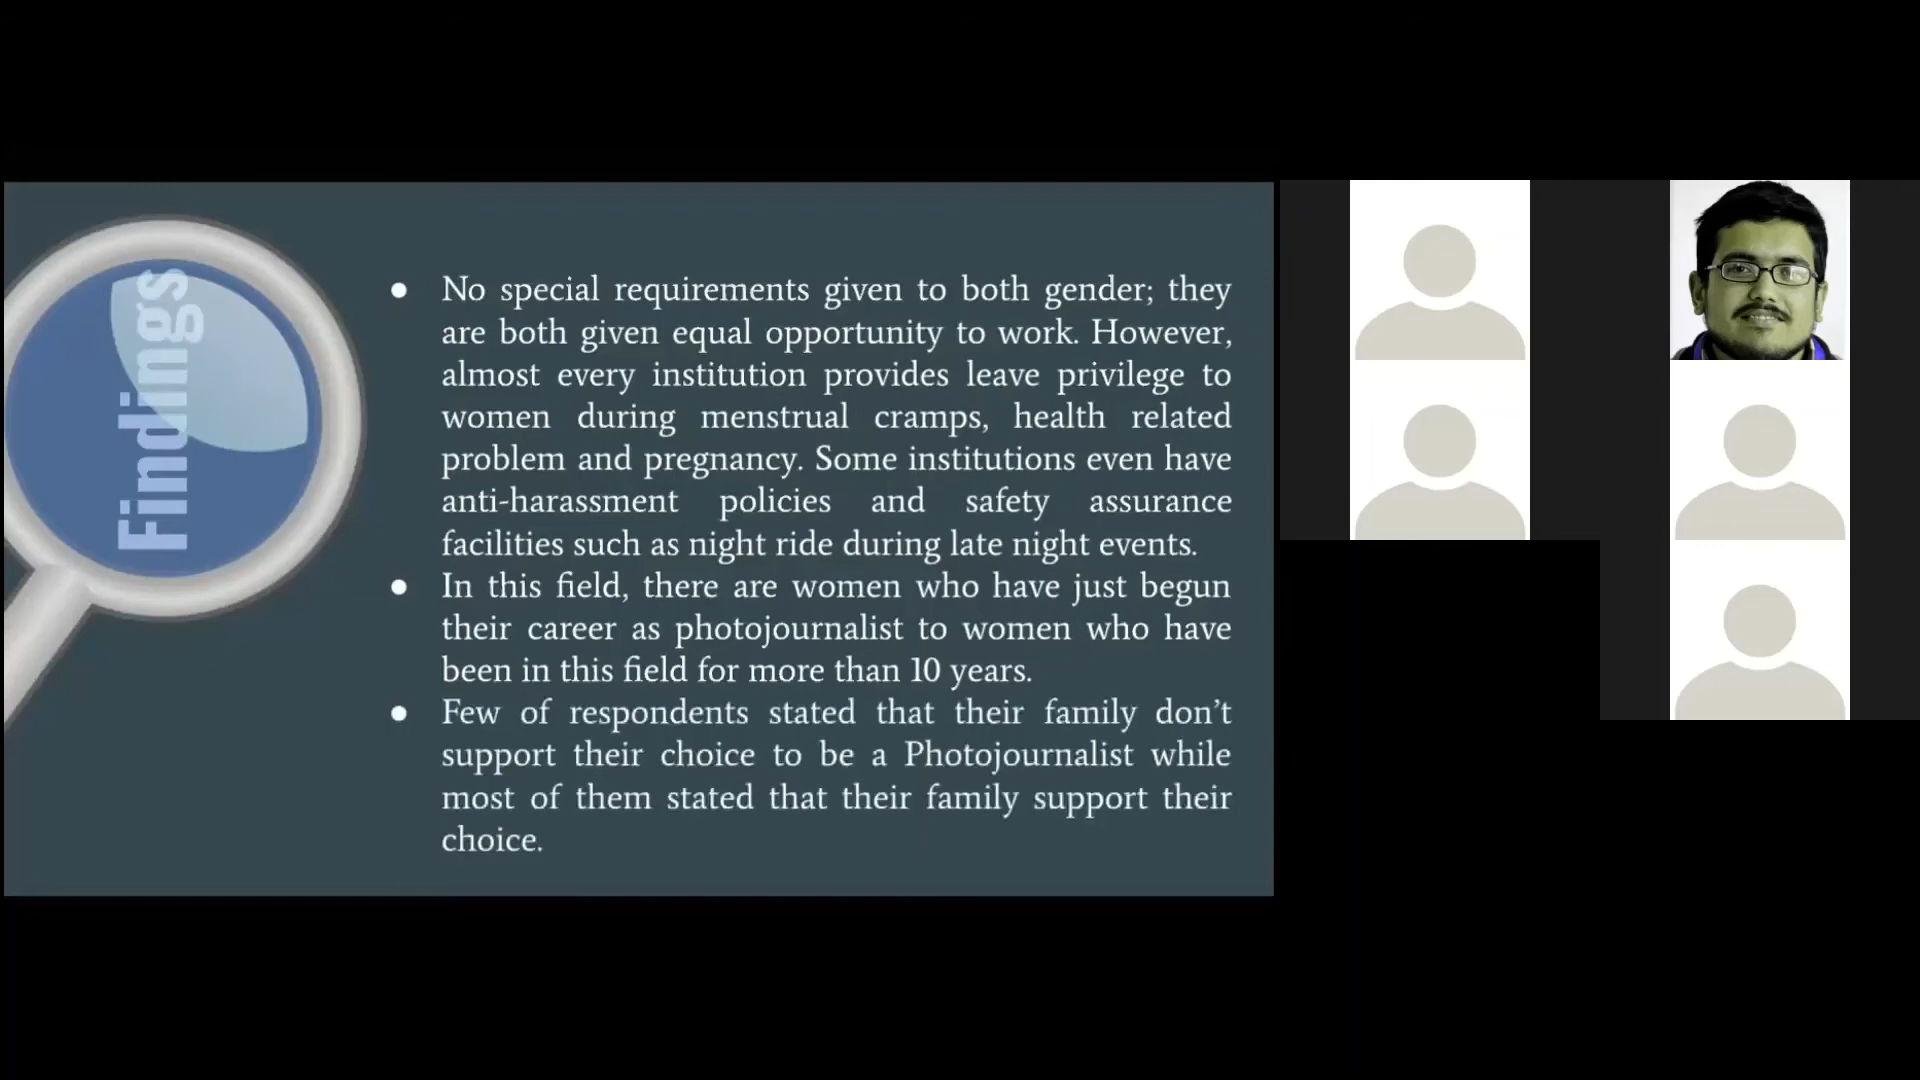 Findings
● No special requirements given to both gender; they
are both given equal opportunity to work. However,
almost every institution provides leave privilege to
women during menstrual cramps, health related
problem and pregnancy. Some institutions even have
anti-harassment policies and safety assurance
facilities such as night ride during late night events.
● In this field, there are women who have just begun
their career as photojournalist to women who have
been in this field for more than 10 years.
● Few of respondents stated that their family don’t
support their choice to be a Photojournalist while
most of them stated that their family support their
choice.